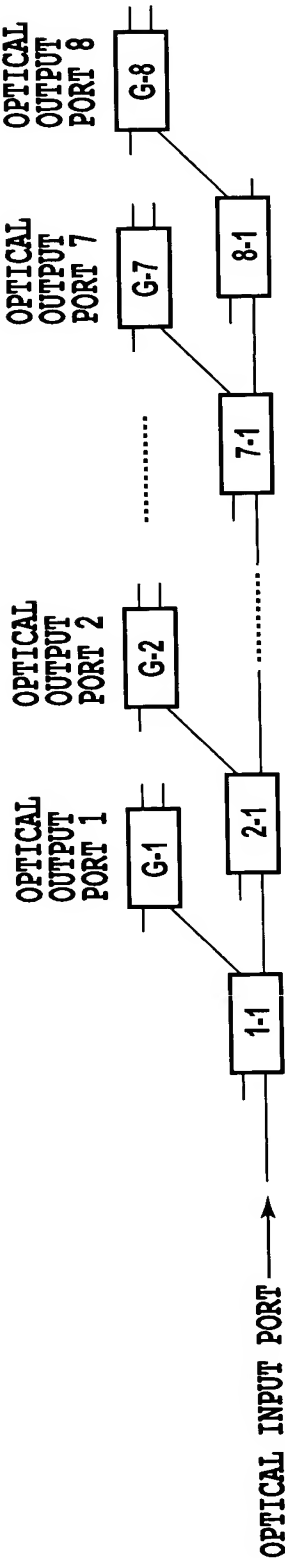 OPTICAL
OUTPUT
PORT 1
OPTICAL
OUTPUT
PORT 2
OPTICAL
OUTPUT
PORT 7
OPTICAL
OUTPUT
PORT 8
G-1
G-2
G-7
G-8
1-1
2-1
7-1
8-1
OPTICAL INPUT PORT